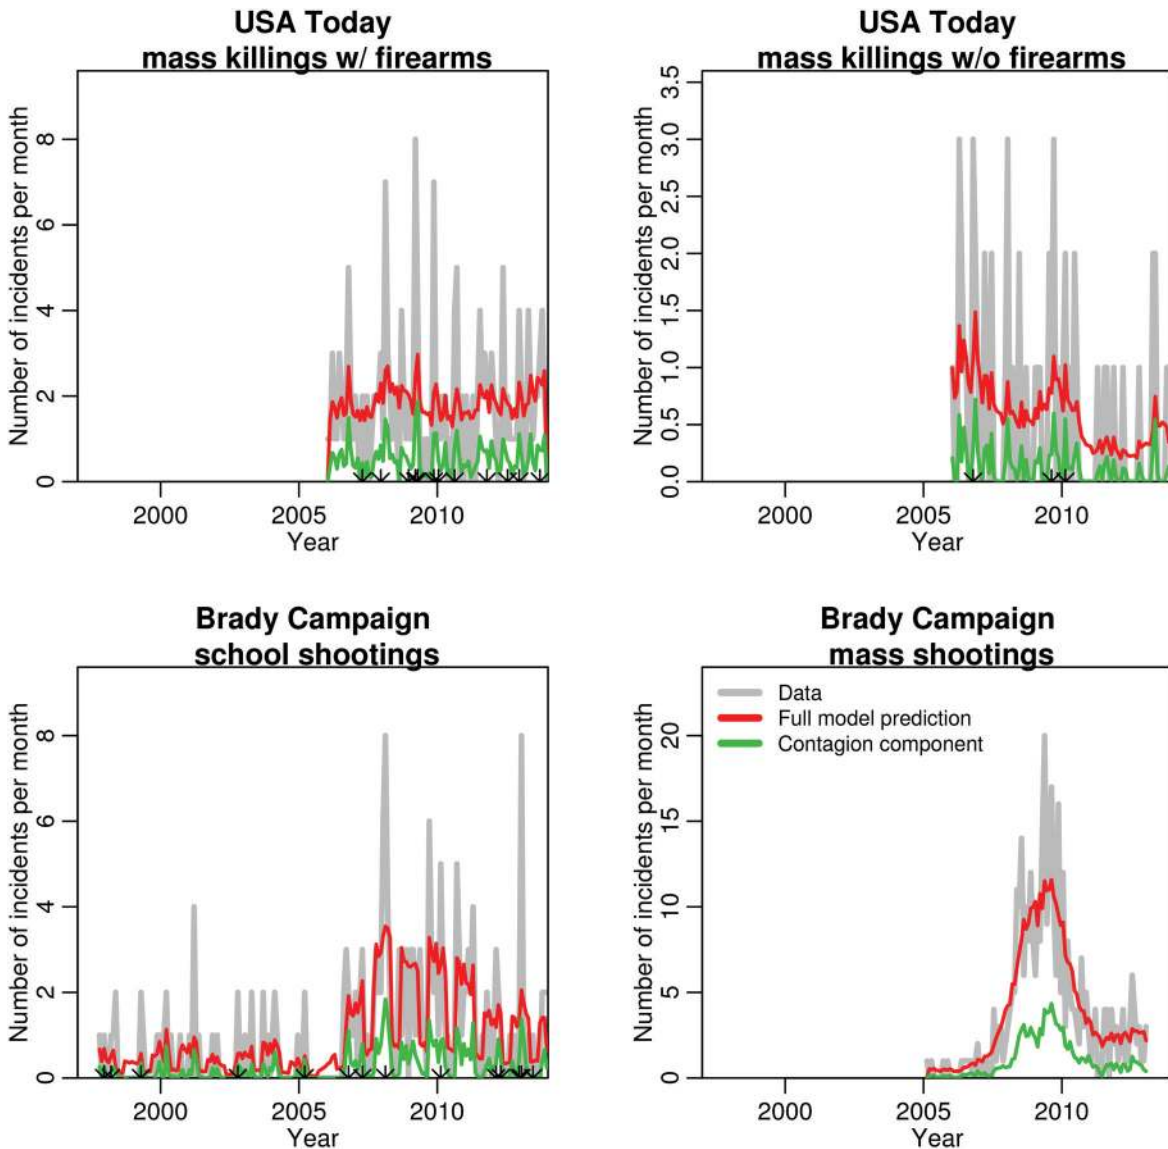 USA Today
mass killings w/ firearms
Number of incidents per month
8
6
4
2
0
2000
2005
2010
Year
USA Today
mass killings w/o firearms
Number of incidents per month
3.5
3.0
2.5
2.0
1.5
1.0
0.5
0.0
2000
2005
2010
Year
Brady Campaign
school shootings
Number of incidents per month
8
6
4
2
0
2000
2005
2010
Year
Brady Campaign
mass shootings
Number of incidents per month
20
15
10
5
0
Data
Full model prediction
Contagion component
2000
2005
2010
Year